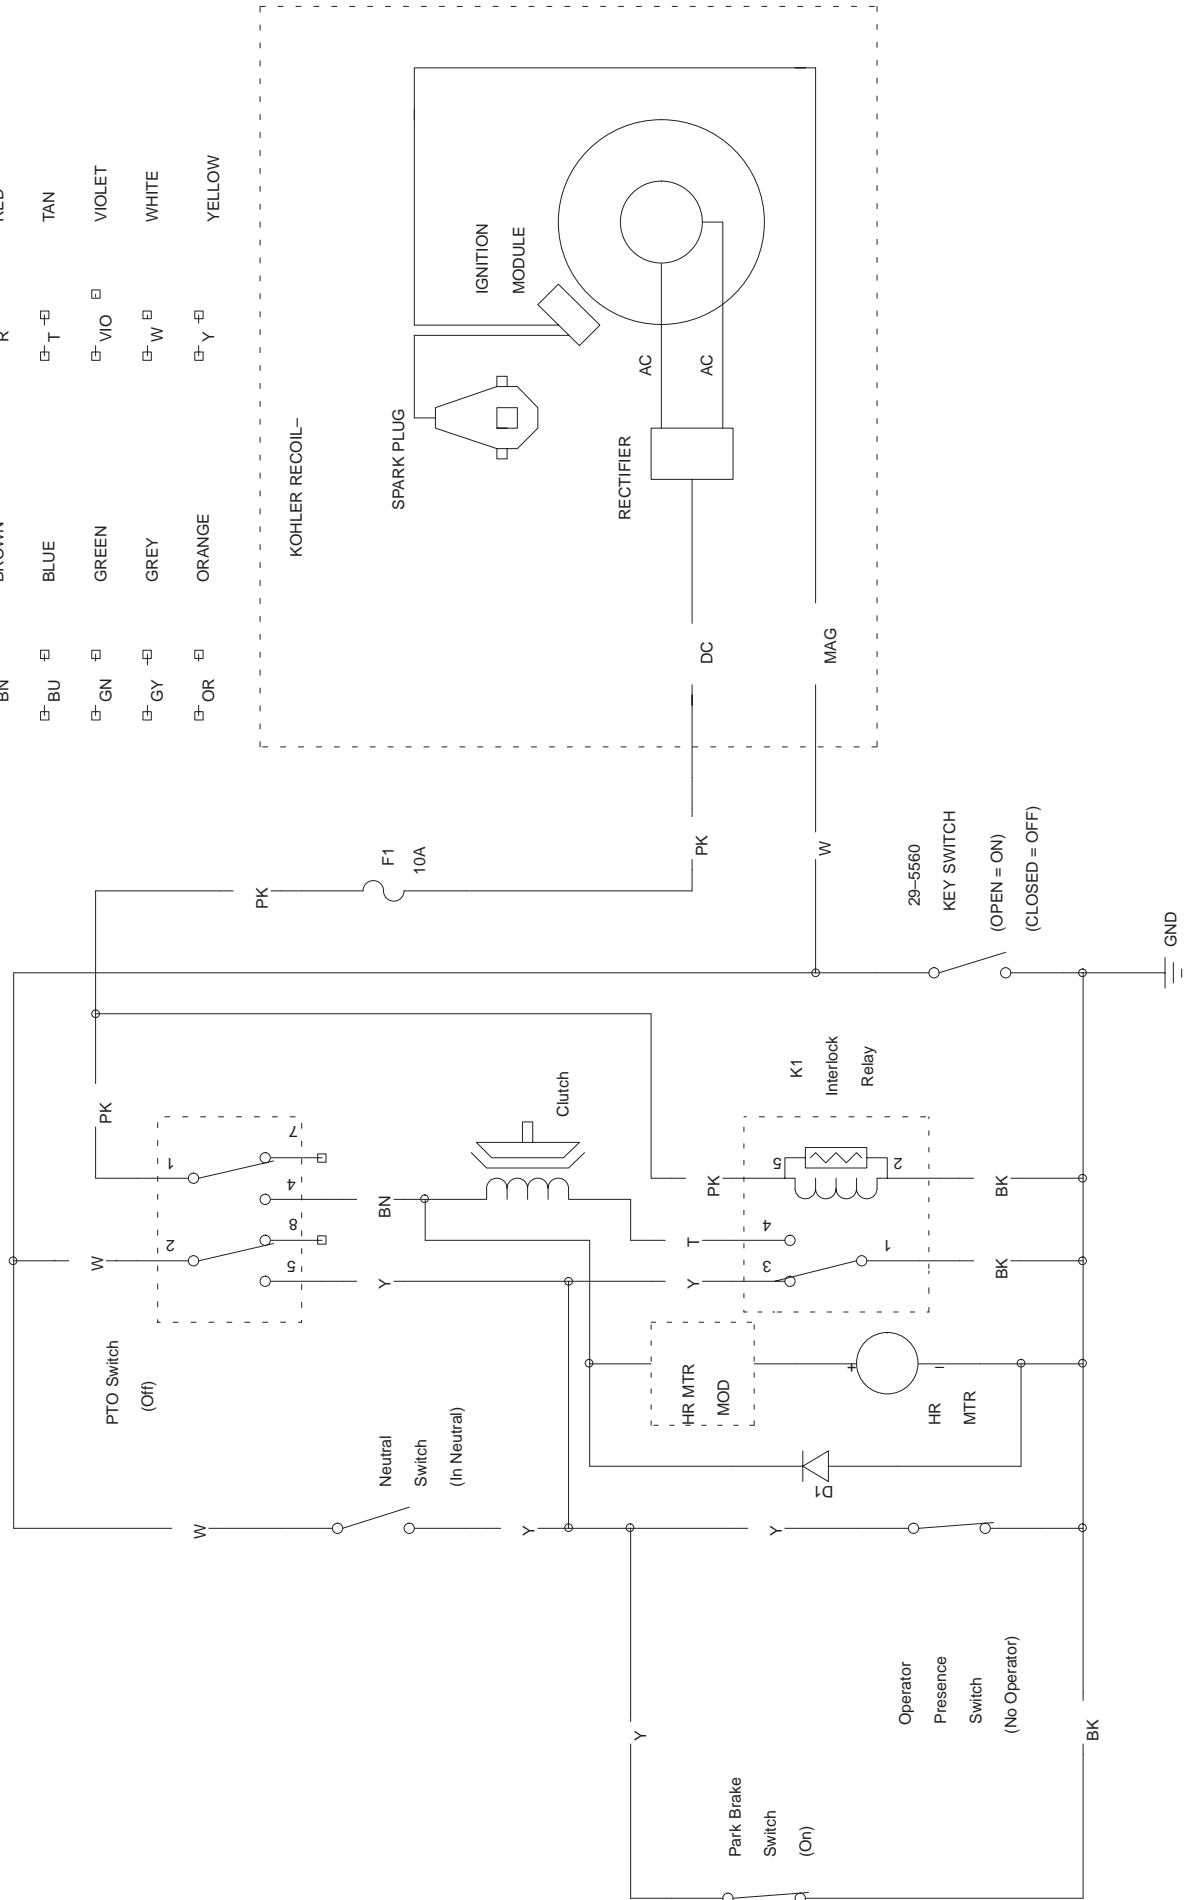 BN
BROWN
R
RED
BU
BLUE
T
TAN
GN
GREEN
VIO
VIOLET
GY
GREY
W
WHITE
OR
ORANGE
Y
YELLOW
KOHLER RECOIL–
SPARK PLUG
IGNITION
MODULE
RECTIFIER
AC
AC
DC
MAG
PK
W
F1
10A
PK
29–5560
KEY SWITCH
(OPEN = ON)
(CLOSED = OFF)
GND
PK
PTO Switch
(Off)
1
7
4
2
8
5
W
BN
Y
Clutch
K1
Interlock
Relay
PK
5
2
BK
T
4
Y
3
1
BK
HR MTR
MOD
+
–
HR
MTR
D1
Neutral
Switch
(In Neutral)
W
Y
Y
Operator
Presence
Switch
(No Operator)
Y
BK
Park Brake
Switch
(On)